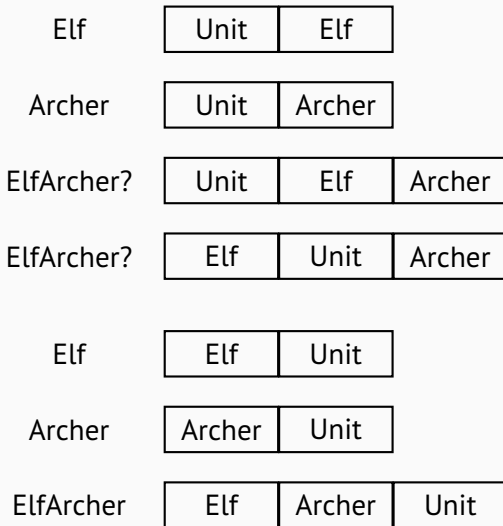 Elf Unit Elf
Archer Unit Archer
ElfArcher? Unit Elf Archer
ElfArcher? Elf Unit Archer
Elf Elf Unit
Archer Archer Unit
ElfArcher Elf Archer Unit